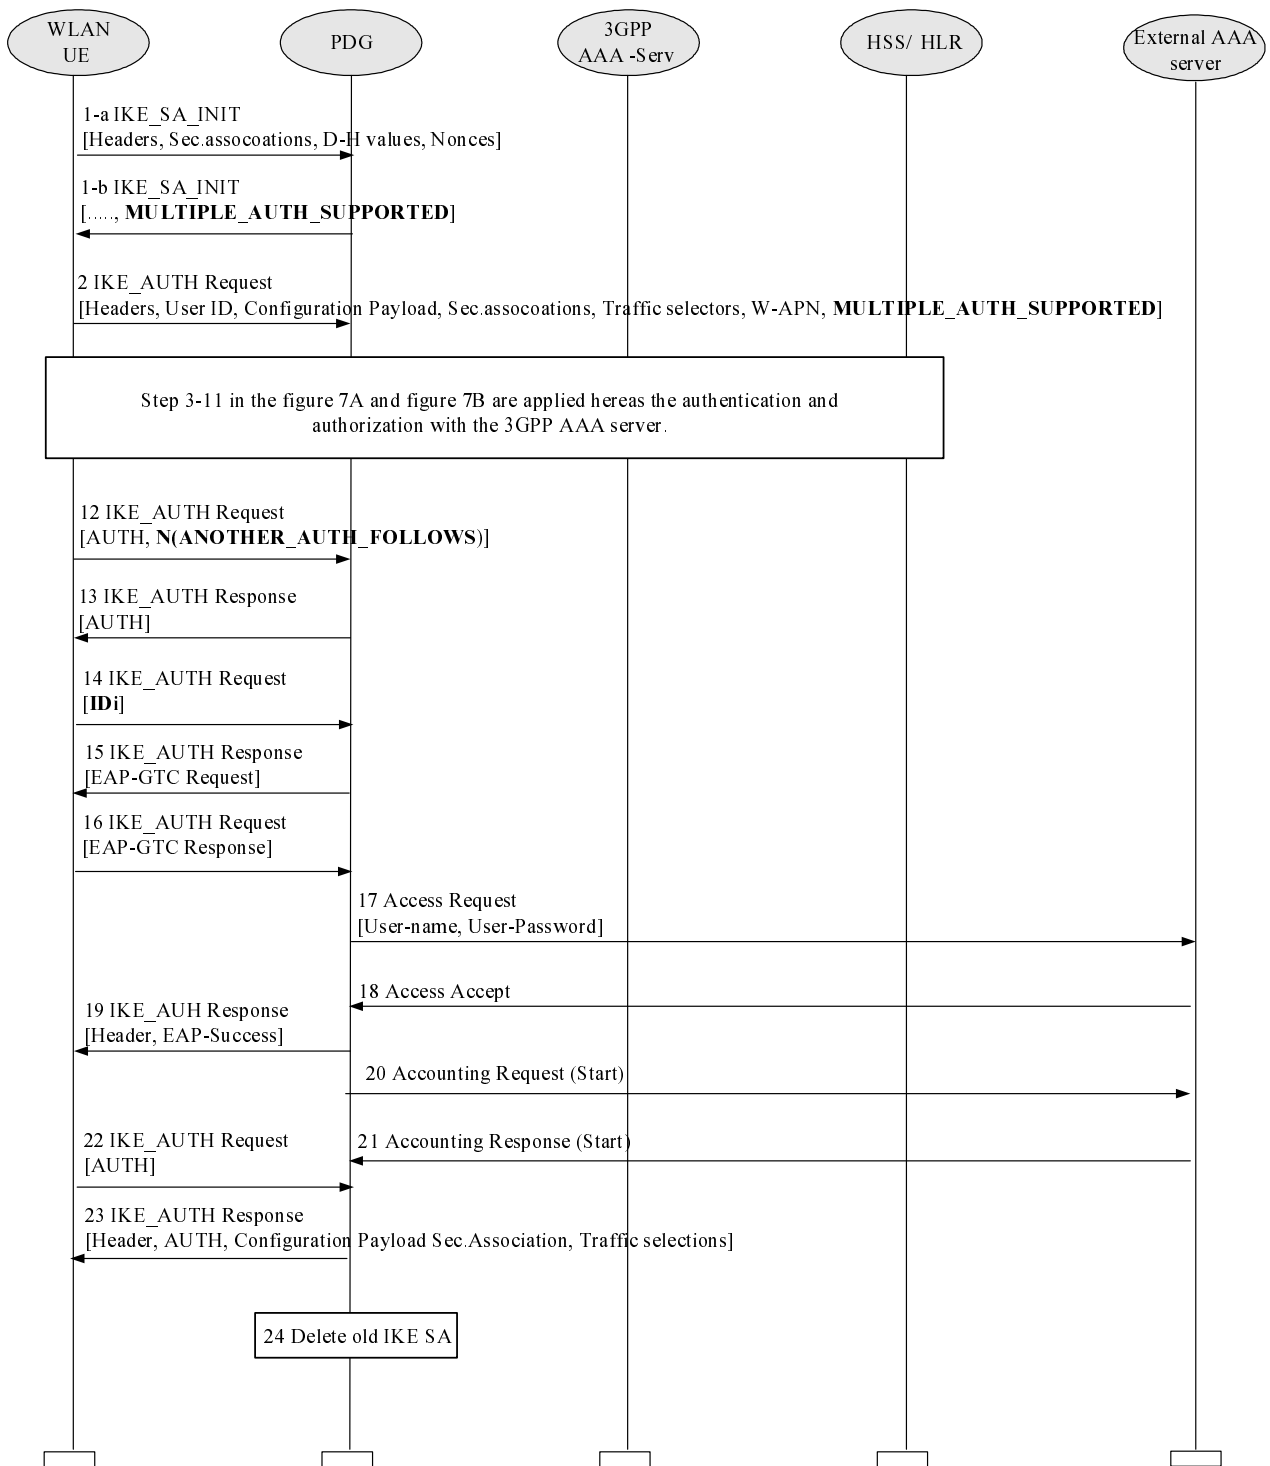 WLAN
UE
PDG
3GPP
AAA -Serv
HSS/ HLR
External AAA
server
1-a IKE_SA_INIT
[Headers, Sec.assocoations, D-H values, Nonces]
1-b IKE_SA_INIT
[....., MULTIPLE_AUTH_SUPPORTED]
2 IKE_AUTH Request
[Headers, User ID, Configuration Payload, Sec.assocoations, Traffic selectors, W-APN, MULTIPLE_AUTH_SUPPORTED]
Step 3-11 in the figure 7A and figure 7B are applied hereas the authentication and
authorization with the 3GPP AAA server.
12 IKE_AUTH Request
[AUTH, N(ANOTHER_AUTH_FOLLOWS)]
13 IKE_AUTH Response
[AUTH]
14 IKE_AUTH Request
[IDi]
15 IKE_AUTH Response
[EAP-GTC Request]
16 IKE_AUTH Request
[EAP-GTC Response]
17 Access Request
[User-name, User-Password]
18 Access Accept
19 IKE_AUH Response
[Header, EAP-Success]
20 Accounting Request (Start)
21 Accounting Response (Start)
22 IKE_AUTH Request
[AUTH]
23 IKE_AUTH Response
[Header, AUTH, Configuration Payload Sec.Association, Traffic selections]
24 Delete old IKE SA